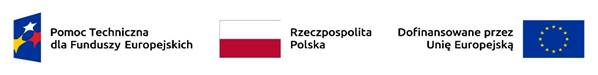 Pomoc Techniczna
dla Funduszy Europejskich
Rzeczpospolita
Polska
Dofinansowane przez
Unię Europejską